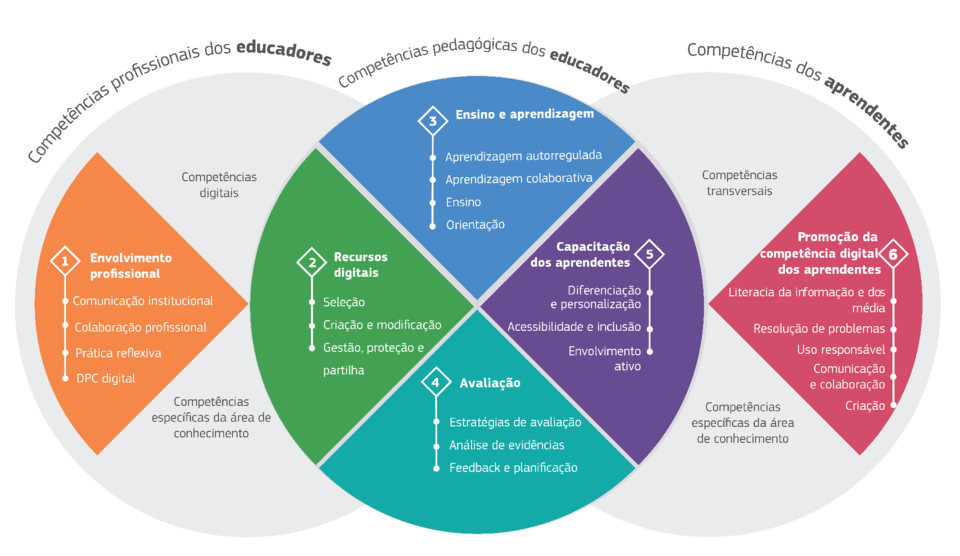 Competências profissionais dos educadores
Competências pedagógicas dos educadores
Competências dos aprendentes
Competências
digitais
Competências
específicas da área de
conhecimento
1
Envolvimento
profissional
Comunicação institucional
Colaboração profissional
Prática reflexiva
DPC digital
2
Recursos
digitais
Seleção
Criação e modificação
Gestão, proteção e
partilha
3
Ensino e aprendizagem
Aprendizagem autorregulada
Aprendizagem colaborativa
Ensino
Orientação
4
Avaliação
Estratégias de avaliação
Análise de evidências
Feedback e planificação
5
Capacitação
dos aprendentes
Diferenciação
e personalização
Acessibilidade e inclusão
Envolvimento
ativo
Competências
transversais
Competências
específicas da área
de conhecimento
6
Promoção da
competência digital
dos aprendentes
Literacia da informação e dos
média
Resolução de problemas
Uso responsável
Comunicação
e colaboração
Criação